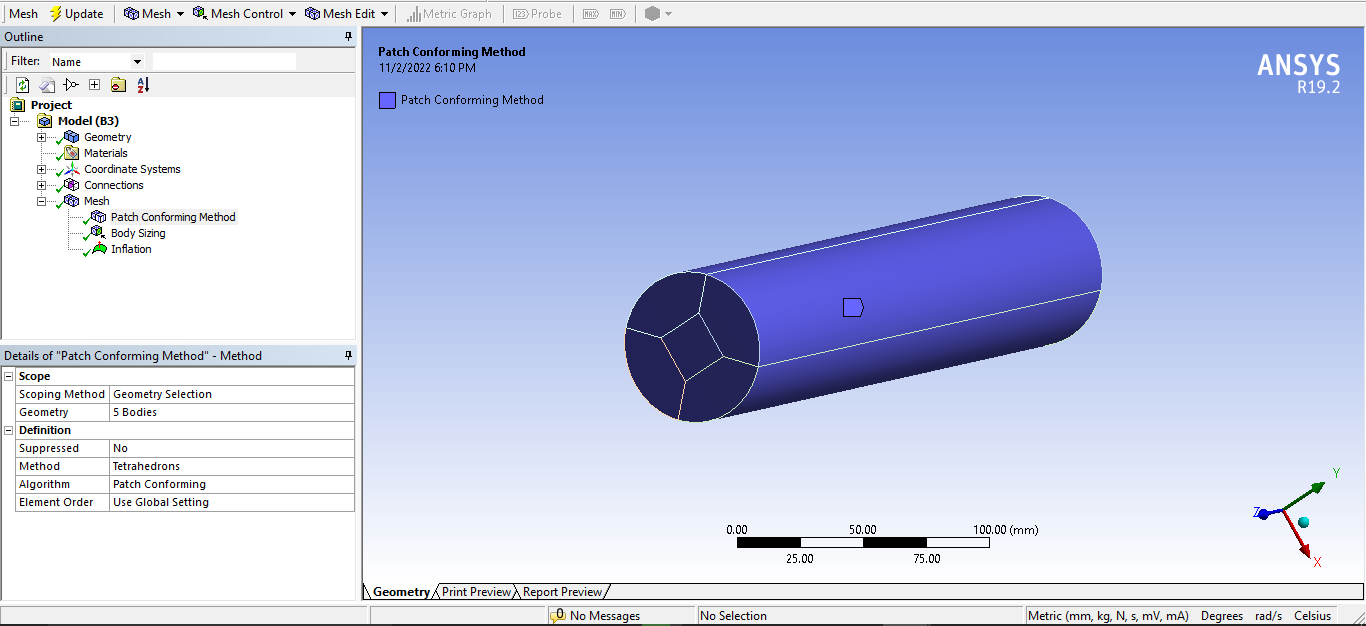 Mesh Update Mesh Mesh Control Mesh Edit Metric Graph 123 Probe MAX MIN
Outline
Filter: Name
A Z
Project
Model (B3)
Geometry
Materials
Coordinate Systems
Connections
Mesh
Patch Conforming Method
Body Sizing
Inflation
Details of "Patch Conforming Method" - Method
Scope
Scoping Method Geometry Selection
Geometry 5 Bodies
Definition
Suppressed No
Method Tetrahedrons
Algorithm Patch Conforming
Element Order Use Global Setting
Patch Conforming Method
11/2/2022 6:10 PM
Patch Conforming Method
ANSYS
R19.2
0.00 50.00 100.00 (mm)
25.00 75.00
Y
Z
X
Geometry Print Preview Report Preview
0 No Messages No Selection Metric (mm, kg, N, s, mV, mA) Degrees rad/s Celsius